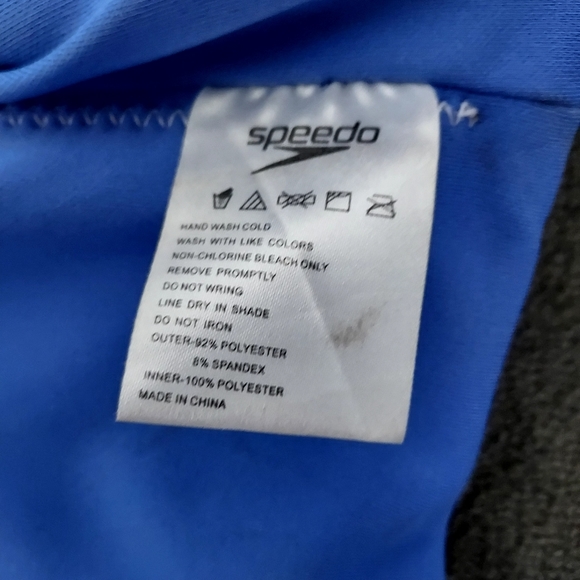 speedo
HAND WASH COLD
WASH WITH LIKE COLORS
NON-CHLORINE BLEACH ONLY
REMOVE PROMPTLY
DO NOT WRING
LINE DRY IN SHADE
DO NOT IRON
OUTER-92% POLYESTER
8% SPANDEX
INNER-100% POLYESTER
MADE IN CHINA